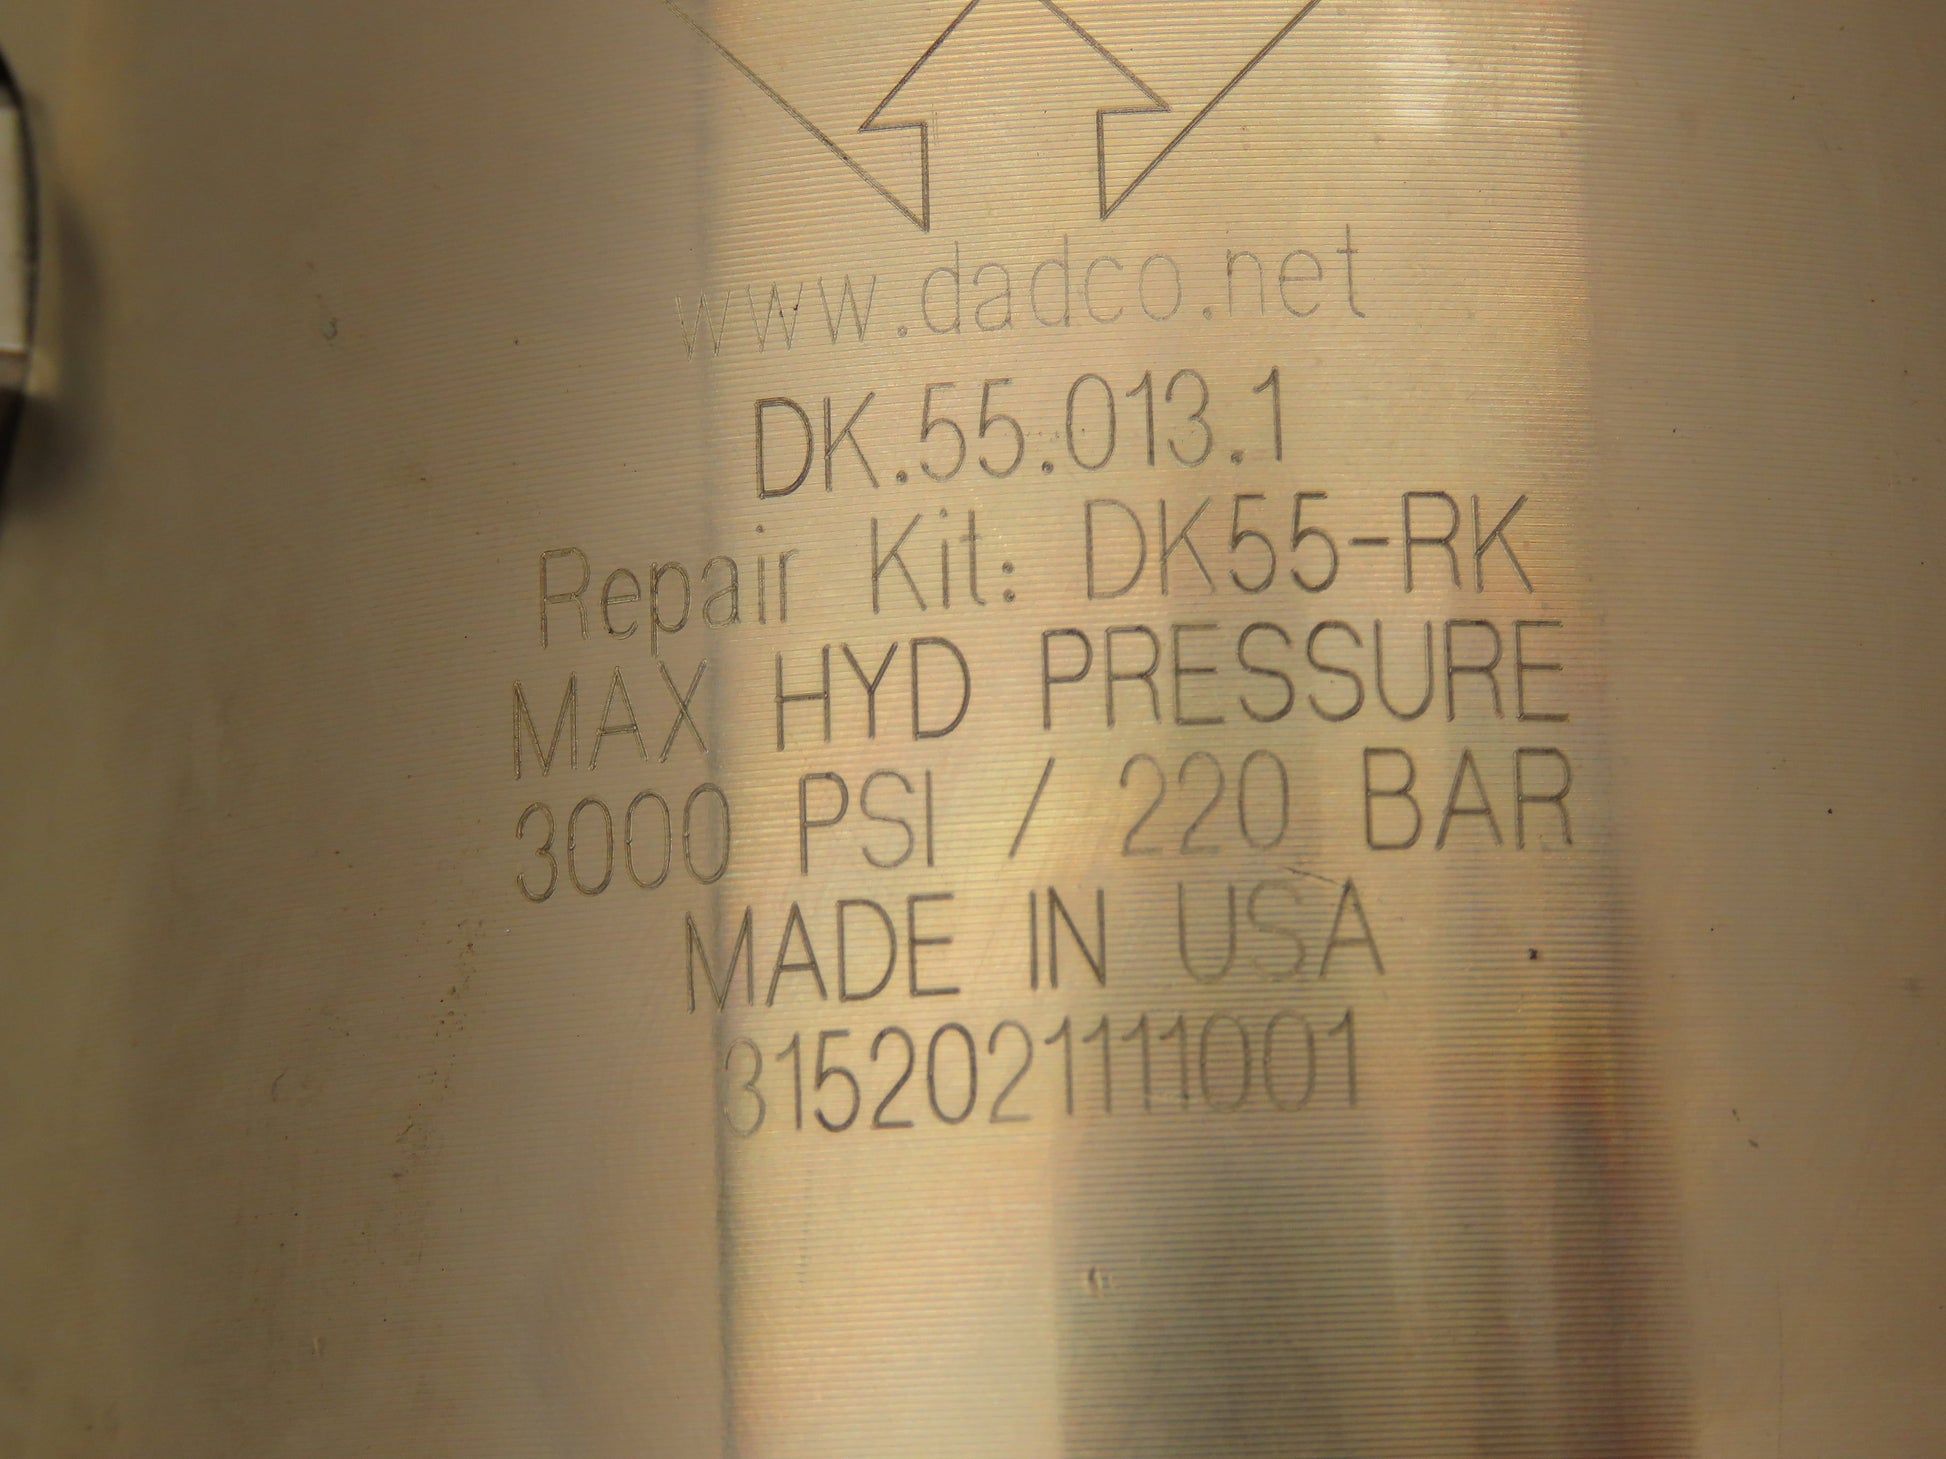 www.dadco.net
DK.55.013.1
Repair Kit: DK55-RK
MAX HYD PRESSURE
3000 PSI / 220 BAR
MADE IN USA
3152021111001